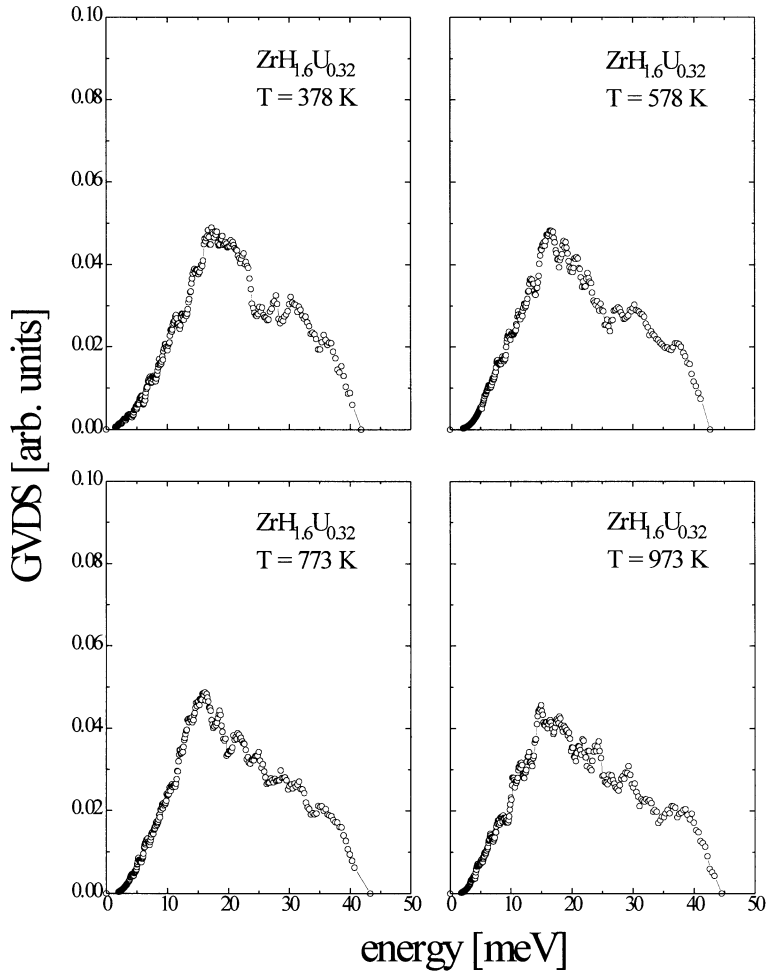 0.10
0.08
0.06
0.04
0.02
0.00
ZrH1.6U0.32
T = 378 K
ZrH1.6U0.32
T = 578 K
GVDS [arb. units]
0.10
0.08
0.06
0.04
0.02
0.00
ZrH1.6U0.32
T = 773 K
ZrH1.6U0.32
T = 973 K
0 10 20 30 40 50
0 10 20 30 40 50
energy [meV]